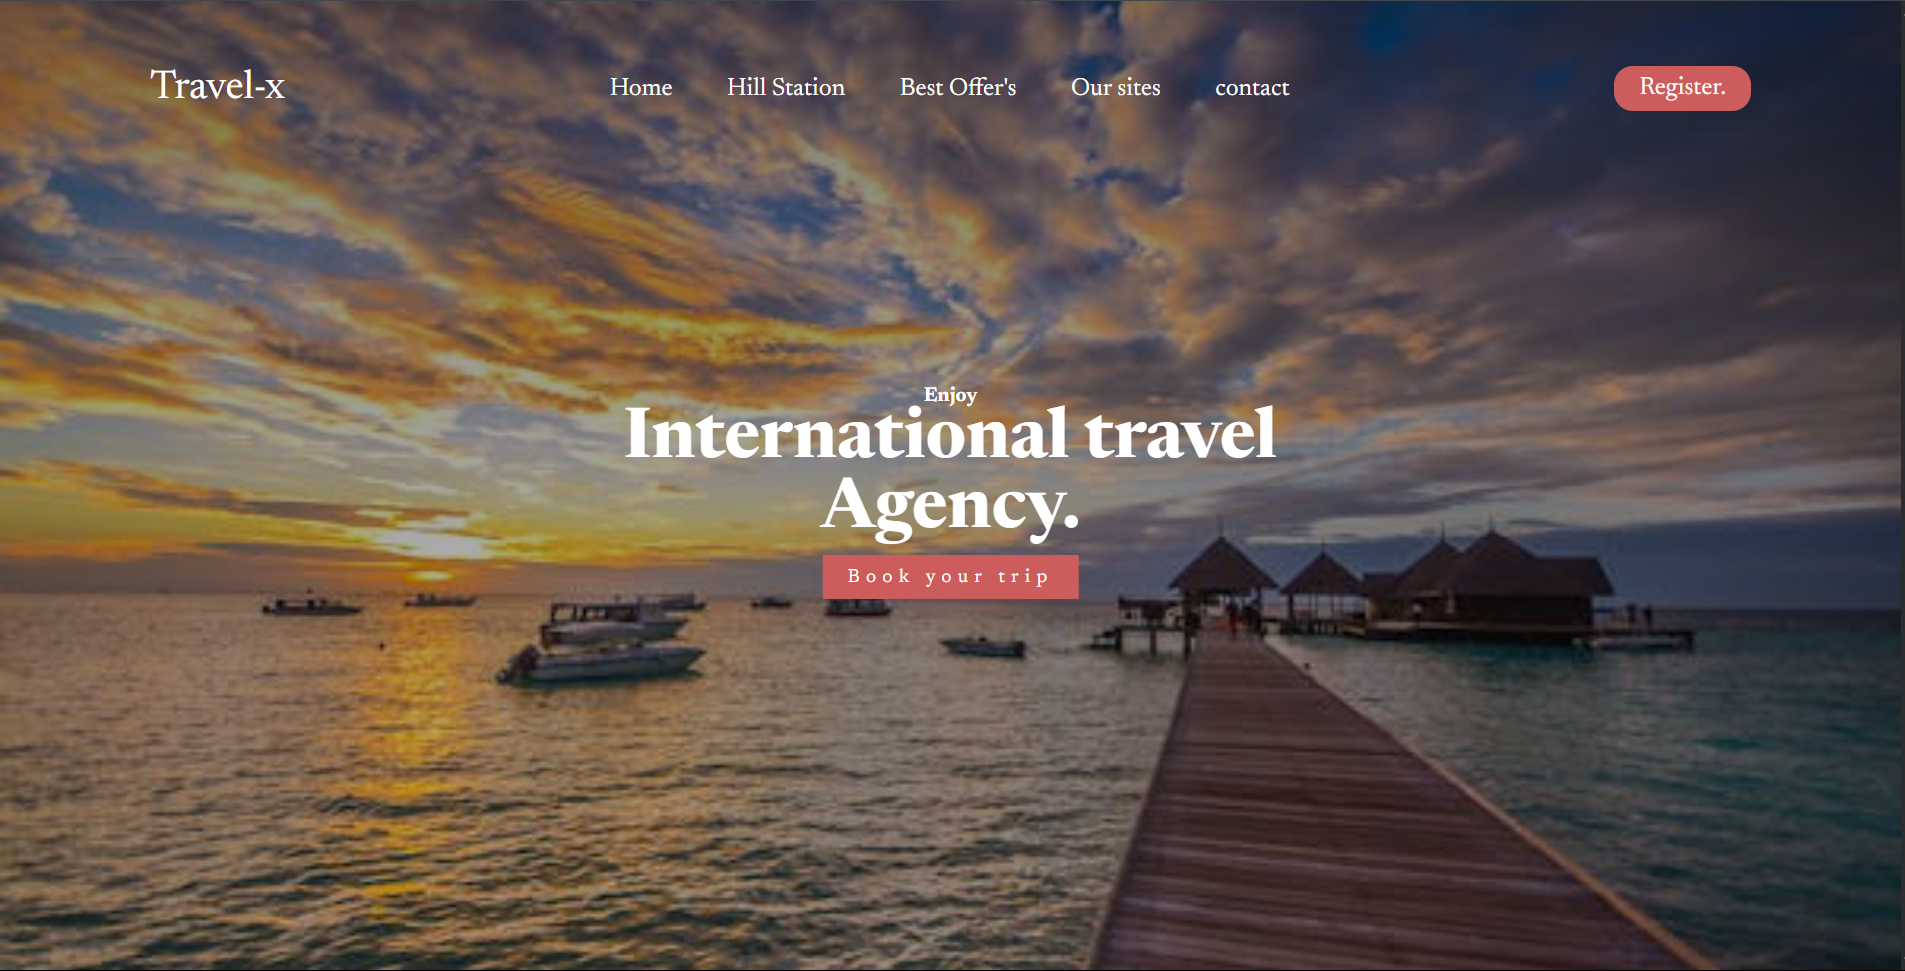 Travel-x
Home Hill Station Best Offer's Our sites contact
Register.
Enjoy
International travel
Agency.
Book your trip